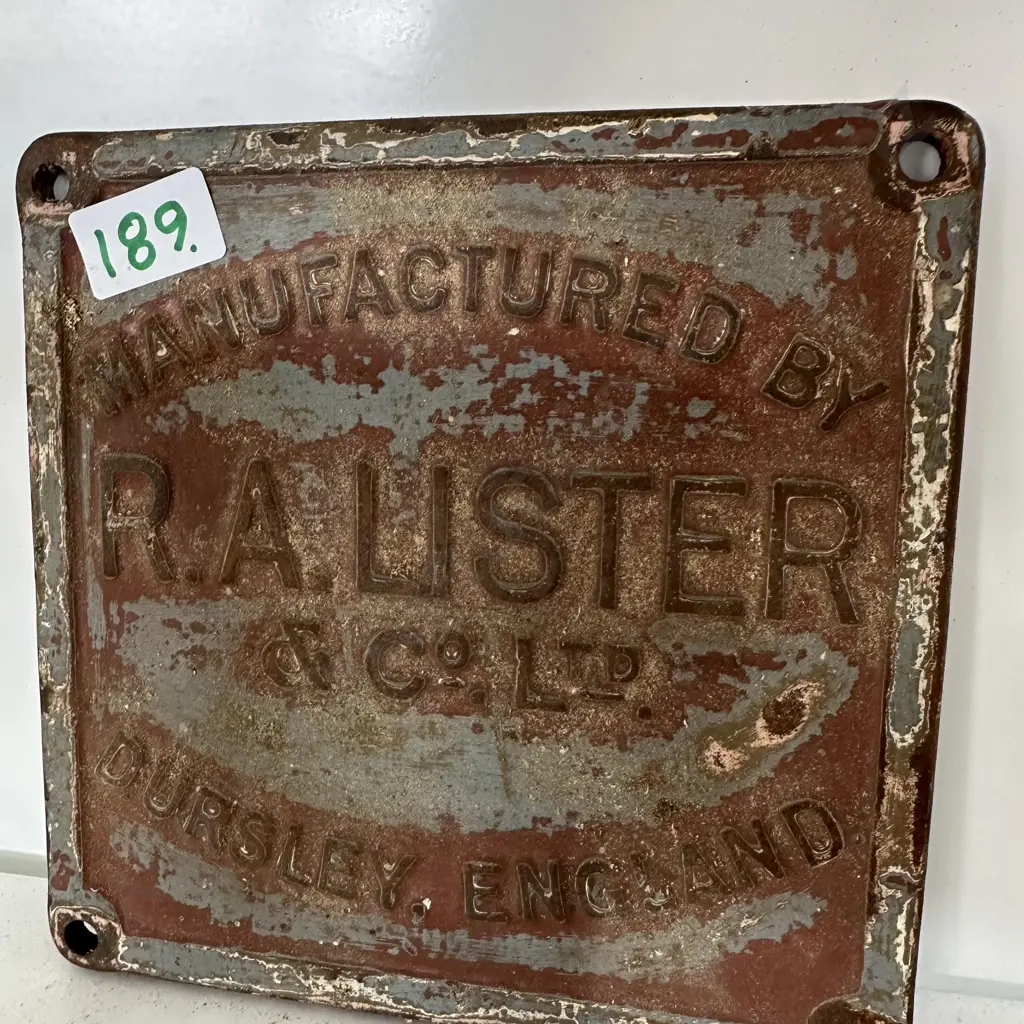 189.
MANUFACTURED BY
R.A. LISTER
& Co. LTD.
DURSLEY, ENGLAND